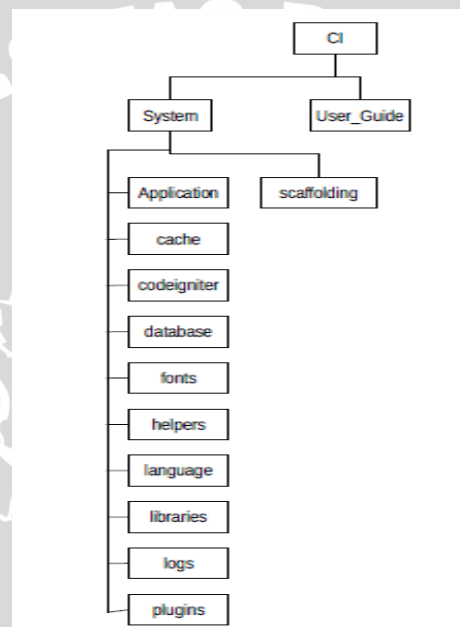 CI
System
User_Guide
Application
scaffolding
cache
codeigniter
database
fonts
helpers
language
libraries
logs
plugins